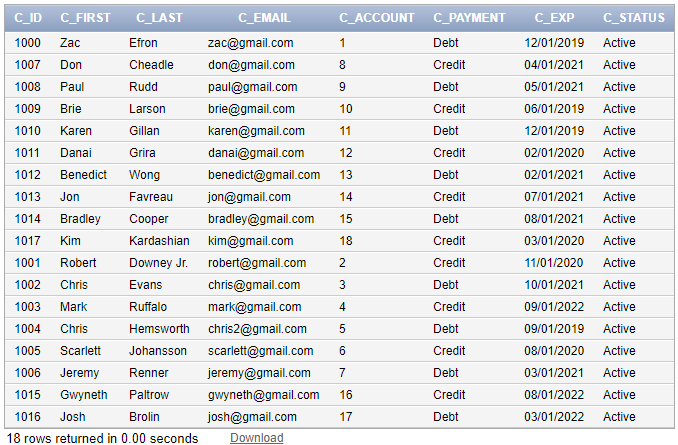 C_ID C_FIRST C_LAST C_EMAIL C_ACCOUNT C_PAYMENT C_EXP C_STATUS
1000 Zac Efron zac@gmail.com 1 Debt 12/01/2019 Active
1007 Don Cheadle don@gmail.com 8 Credit 04/01/2021 Active
1008 Paul Rudd paul@gmail.com 9 Debt 05/01/2021 Active
1009 Brie Larson brie@gmail.com 10 Credit 06/01/2019 Active
1010 Karen Gillan karen@gmail.com 11 Debt 12/01/2019 Active
1011 Danai Grira danai@gmail.com 12 Credit 02/01/2020 Active
1012 Benedict Wong benedict@gmail.com 13 Debt 02/01/2021 Active
1013 Jon Favreau jon@gmail.com 14 Credit 07/01/2021 Active
1014 Bradley Cooper bradley@gmail.com 15 Debt 08/01/2021 Active
1017 Kim Kardashian kim@gmail.com 18 Credit 03/01/2020 Active
1001 Robert Downey Jr. robert@gmail.com 2 Credit 11/01/2020 Active
1002 Chris Evans chris@gmail.com 3 Debt 10/01/2021 Active
1003 Mark Ruffalo mark@gmail.com 4 Credit 09/01/2022 Active
1004 Chris Hemsworth chris2@gmail.com 5 Debt 09/01/2019 Active
1005 Scarlett Johansson scarlett@gmail.com 6 Credit 08/01/2020 Active
1006 Jeremy Renner jeremy@gmail.com 7 Debt 03/01/2021 Active
1015 Gwyneth Paltrow gwyneth@gmail.com 16 Credit 08/01/2022 Active
1016 Josh Brolin josh@gmail.com 17 Debt 03/01/2022 Active
18 rows returned in 0.00 seconds Download